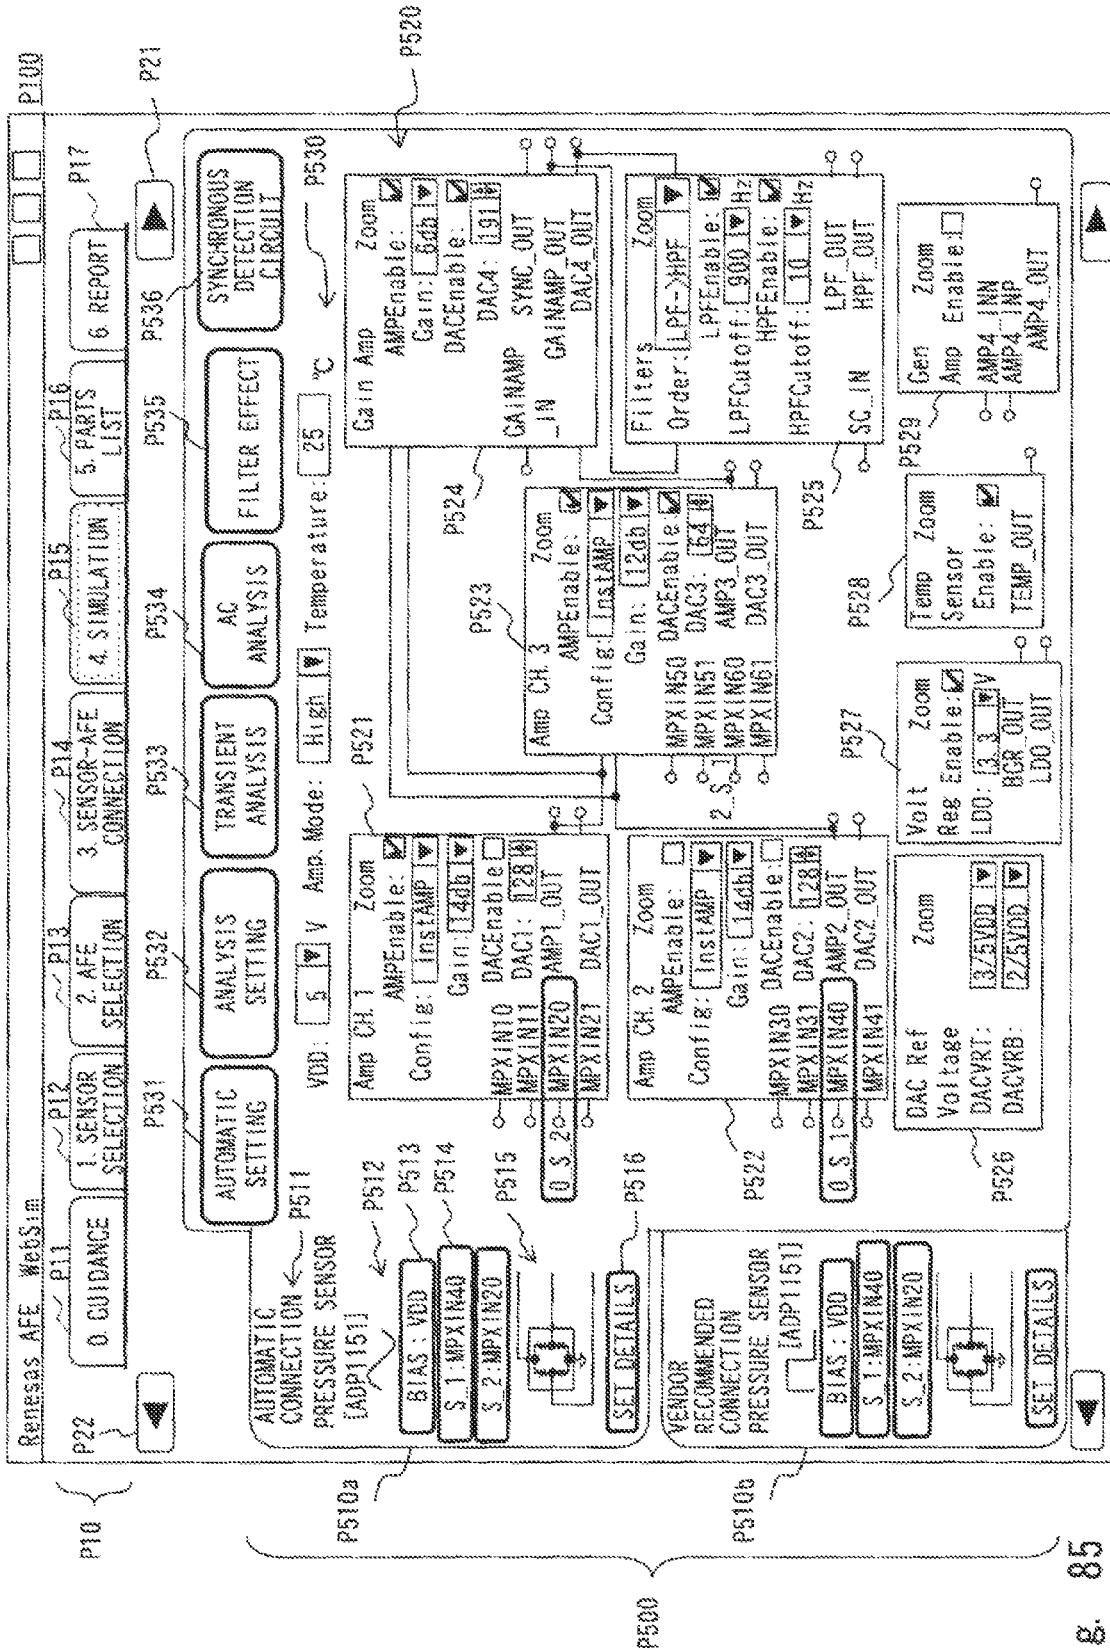 Renesas AFE WebSim
P100
P10
P22
P11
P12
P13
P14
P15
P16
P17
P21
0. GUIDANCE
1. SENSOR
SELECTION
2. AFE
SELECTION
3. SENSOR-AFE
CONNECTION
4. SIMULATION
5. PARTS
LIST
6. REPORT
P531
P532
P533
P534
P535
P536
AUTOMATIC
SETTING
ANALYSIS
SETTING
TRANSIENT
ANALYSIS
AC
ANALYSIS
FILTER EFFECT
SYNCHRONOUS
DETECTION
CIRCUIT
P530
P520
VDD: 5 V Amp.Mode: High Temperature: 25 °C
P500
P510a
AUTOMATIC
CONNECTION
P511
PRESSURE SENSOR
[ADP1151]
P512
P513
BIAS:VDD
P514
S_1:MPXIN40
S_2:MPXIN20
P515
P516
SET DETAILS
P510b
VENDOR
RECOMMENDED
CONNECTION
PRESSURE SENSOR
[ADP1151]
BIAS:VDD
S_1:MPXIN40
S_2:MPXIN20
SET DETAILS
P521
Amp CH.1 Zoom
AMPEnable:
Config: InstAMP
Gain: 14db
DACEnable
MPXIN10
DAC1: 128
MPXIN11
AMP1_OUT
0_S_2
MPXIN20
MPXIN21
DAC1_OUT
P522
Amp CH.2 Zoom
AMPEnable:
Config: InstAMP
Gain: 14db
DACEnable:
MPXIN30
DAC2: 128
MPXIN31
AMP2_OUT
0_S_1
MPXIN40
MPXIN41
DAC2_OUT
P523
Amp CH.3 Zoom
AMPEnable:
Config: InstAMP
Gain: 12db
DACEnable
MPXIN50
DAC3: 64
MPXIN51
AMP3_OUT
2_S_1
MPXIN60
MPXIN61
DAC3_OUT
P524
Gain Amp Zoom
AMPEnable:
Gain: 6db
DACEnable:
DAC4: 191
GAINAMP
_IN
SYNC_OUT
GAINAMP_OUT
DAC4_OUT
P525
Filters Zoom
Order: LPF->HPF
LPFEnable:
LPFCutoff: 900 Hz
HPFEnable:
HPFCutoff: 10 Hz
SC_IN
LPF_OUT
HPF_OUT
P526
DAC Ref
Voltage Zoom
DACVRT: 3/5VDD
DACVRB: 2/5VDD
P527
Volt Zoom
Reg Enable:
LDO: 3.3 V
BGR_OUT
LDO_OUT
P528
Temp Zoom
Sensor
Enable:
TEMP_OUT
P529
Gen Zoom
Amp Enable:
AMP4_INN
AMP4_INP
AMP4_OUT
g. 85